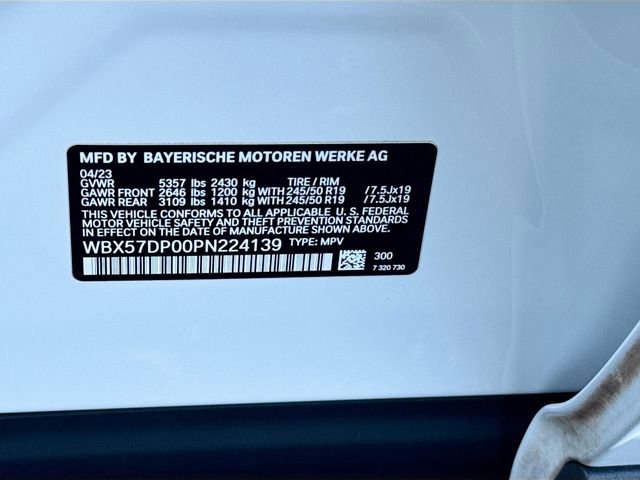 MFD BY BAYERISCHE MOTOREN WERKE AG
04/23
GVWR 5357 lbs 2430 kg TIRE / RIM
GAWR FRONT 2646 lbs 1200 kg WITH 245/50 R19 /7.5Jx19
GAWR REAR 3109 lbs 1410 kg WITH 245/50 R19 /7.5Jx19
THIS VEHICLE CONFORMS TO ALL APPLICABLE U.S. FEDERAL
MOTOR VEHICLE SAFETY AND THEFT PREVENTION STANDARDS
IN EFFECT ON THE DATE OF MANUFACTURE SHOWN ABOVE.
WBX57DP00PN224139 TYPE: MPV
300
7 320 730